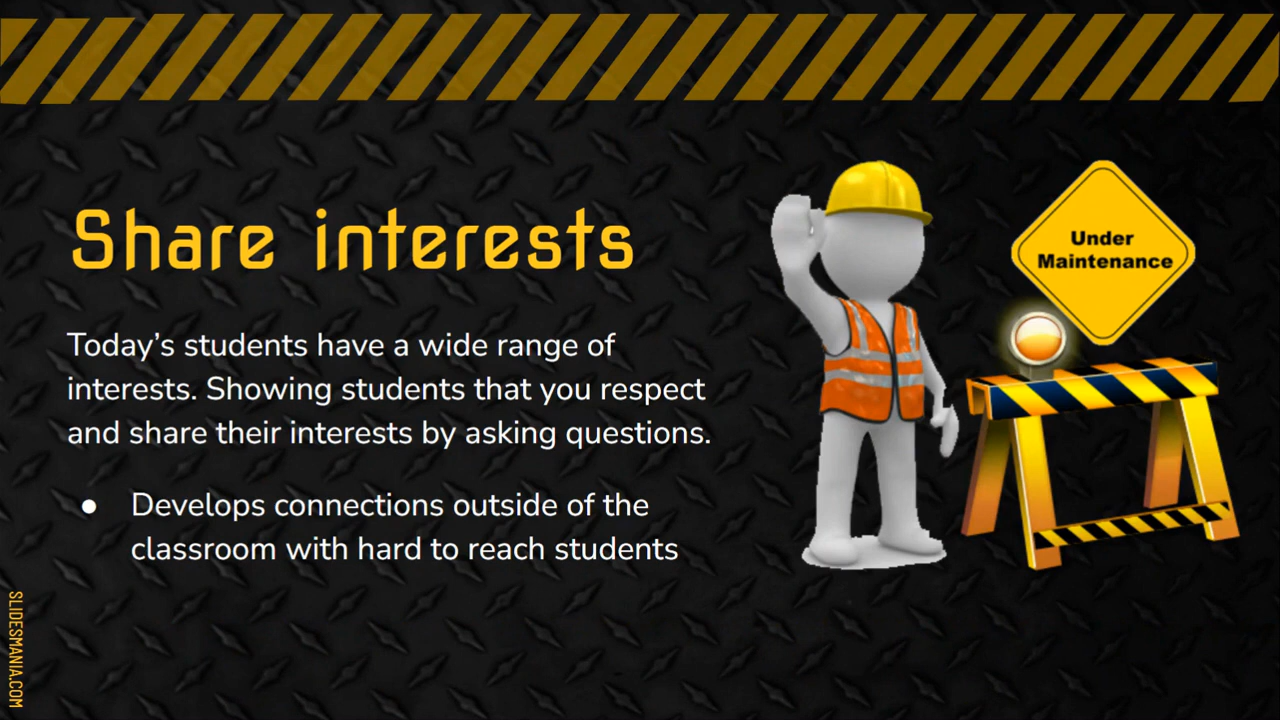 Share interests
Today's students have a wide range of
interests. Showing students that you respect
and share their interests by asking questions.
● Develops connections outside of the
classroom with hard to reach students
Under
Maintenance
SLIDESMANIA.COM